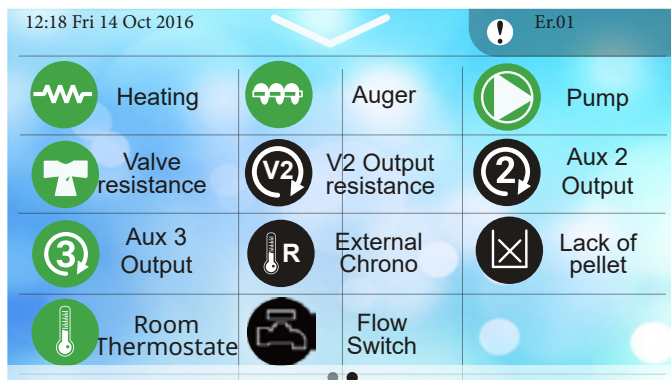 12:18 Fri 14 Oct 2016
Er.01
Heating
Auger
Pump
Valve
resistance
V2
V2 Output
resistance
2
Aux 2
Output
3
Aux 3
Output
R
External
Chrono
Lack of
pellet
Room
Thermostate
Flow
Switch